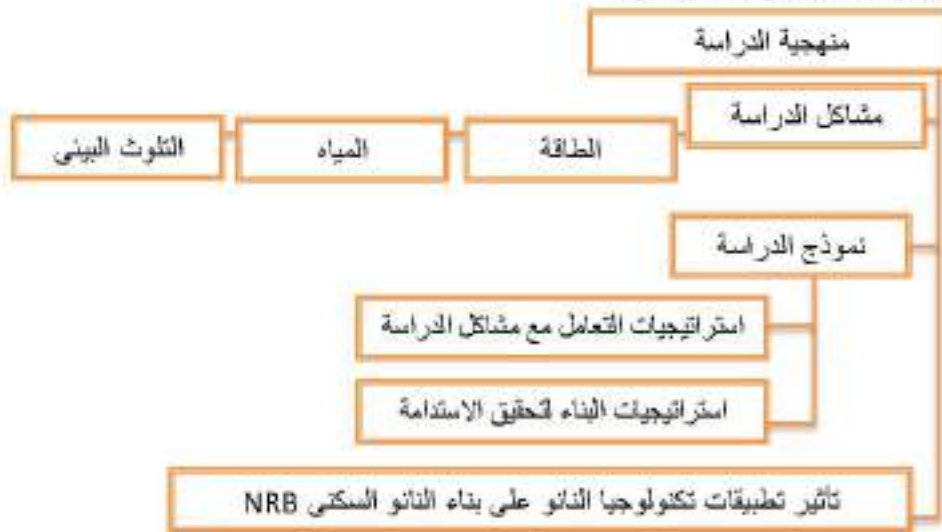 منهجية الدراسة
مشاكل الدراسة
الطاقة
المياه
التلوث البيئى
نموذج الدراسة
استراتيجيات التعامل مع مشاكل الدراسة
استراتيجيات البناء لتحقيق الاستدامة
تأثير تطبيقات تكنولوجيا النانو على بناء النانو السكنى NRB